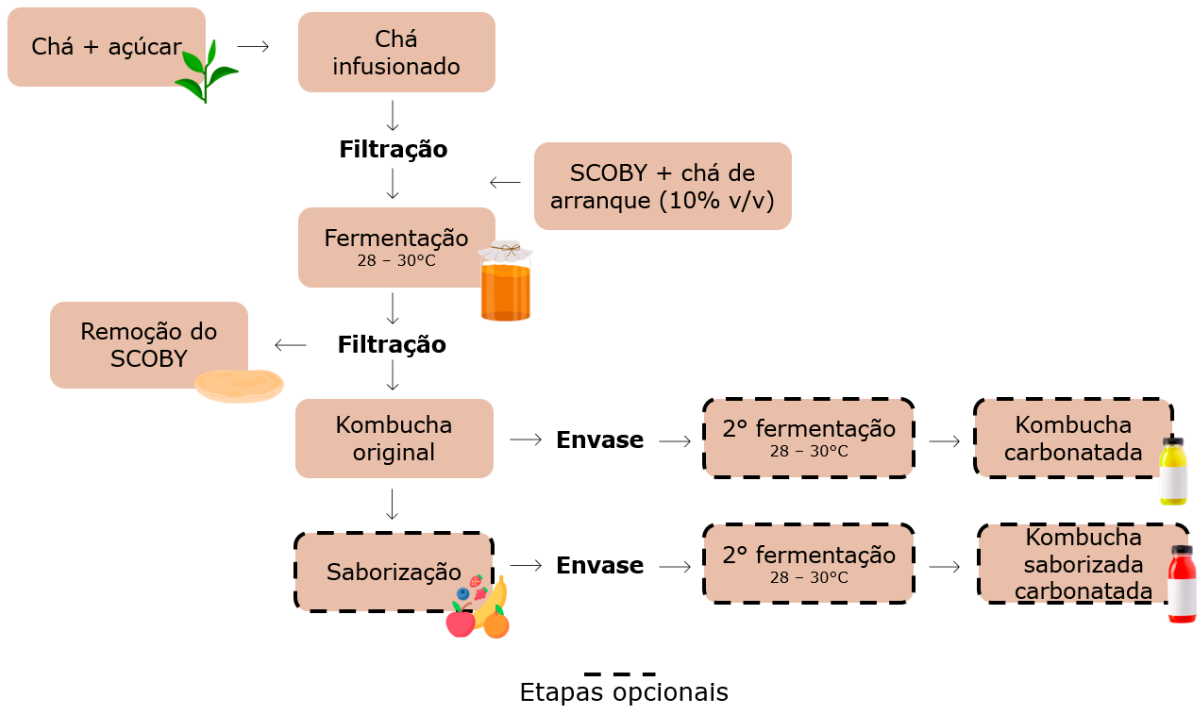 Chá + açúcar
Chá
infusionado
Filtração
SCOBY + chá de
arranque (10% v/v)
Fermentação
28 – 30°C
Remoção do
SCOBY
Filtração
Kombucha
original
Envase
2° fermentação
28 – 30°C
Kombucha
carbonatada
Saborização
Envase
2° fermentação
28 – 30°C
Kombucha
saborizada
carbonatada
Etapas opcionais